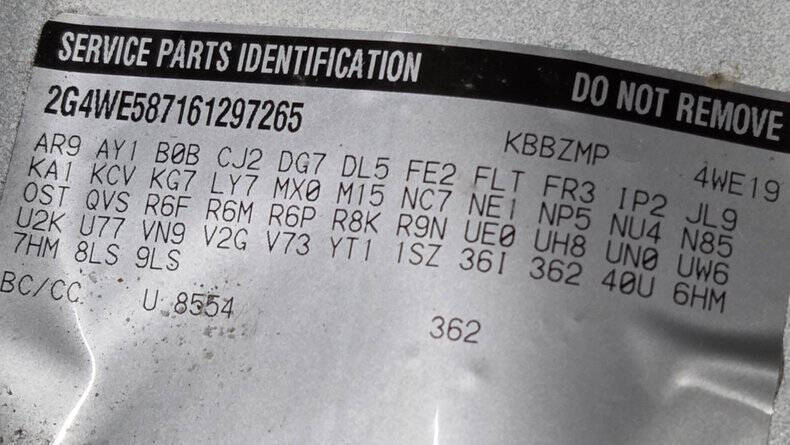 SERVICE PARTS IDENTIFICATION DO NOT REMOVE
2G4WE587161297265 KBBZMP 4WE19
AR9 AY1 B0B CJ2 DG7 DL5 FE2 FLT FR3 IP2 JL9
KA1 KCV KG7 LY7 MX0 M15 NC7 NE1 NP5 NU4 N85
OST QVS R6F R6M R6P R8K R9N UE0 UH8 UN0 UW6
U2K U77 VN9 V2G V73 YT1 1SZ 36I 362 40U 6HM
7HM 8LS 9LS
BC/CC U 8554 362